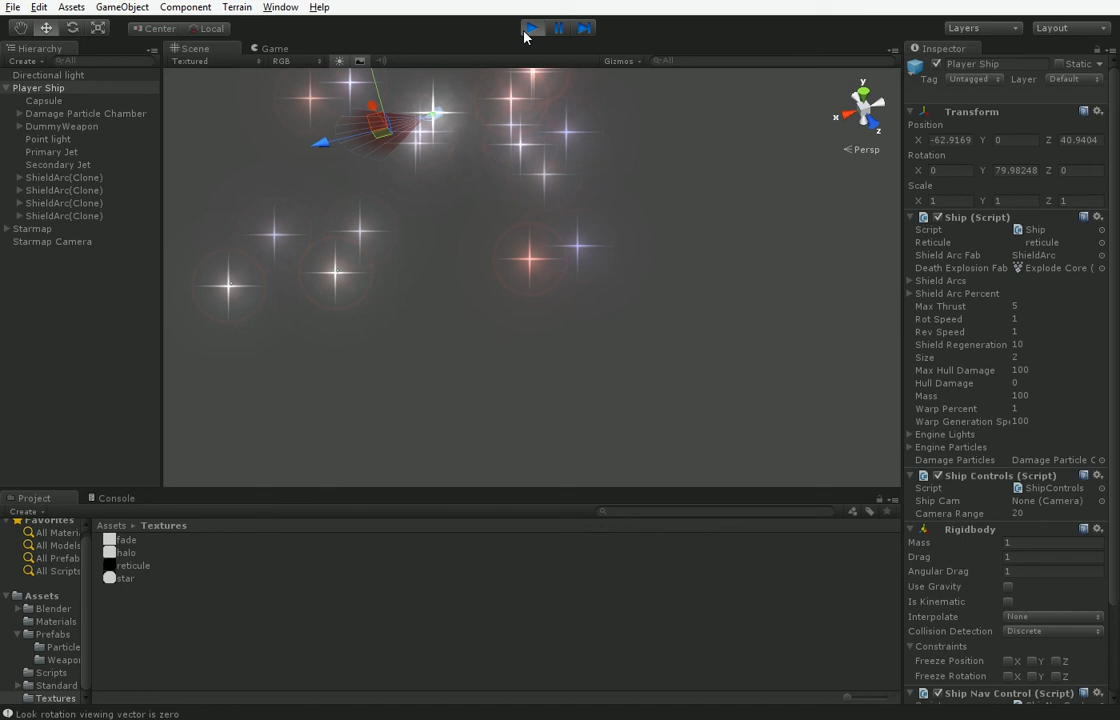 File Edit Assets GameObject Component Terrain Window Help
Center Local Layers Layout
Hierarchy
Create All
Directional light
Player Ship
Capsule
Damage Particle Chamber
DummyWeapon
Point light
Primary Jet
Secondary Jet
ShieldArc(Clone)
ShieldArc(Clone)
ShieldArc(Clone)
ShieldArc(Clone)
Starmap
Starmap Camera
Scene Game
Textured RGB Gizmos All
y
x
z
Persp
Inspector
Player Ship Static
Tag Untagged Layer Default
Transform
Position
X -62.9169 Y 0 Z 40.9404
Rotation
X 0 Y 79.98248 Z 0
Scale
X 1 Y 1 Z 1
Ship (Script)
Script Ship
Reticule reticule
Shield Arc Fab ShieldArc
Death Explosion Fab Explode Core (
Shield Arcs
Shield Arc Percent
Max Thrust 5
Rot Speed 1
Rev Speed 1
Shield Regeneration 10
Size 2
Max Hull Damage 100
Hull Damage 0
Mass 100
Warp Percent 1
Warp Generation Sp 100
Engine Lights
Engine Particles
Damage Particles Damage Particle C
Ship Controls (Script)
Script ShipControls
Ship Cam None (Camera)
Camera Range 20
Rigidbody
Mass 1
Drag 1
Angular Drag 1
Use Gravity
Is Kinematic
Interpolate None
Collision Detection Discrete
Constraints
Freeze Position X Y Z
Freeze Rotation X Y Z
Ship Nav Control (Script)
Project Console
Create
Favorites
All Materi
All Models
All Prefab
All Scripts
Assets
Blender
Materials
Prefabs
Particle
Weapo
Scripts
Standard
Textures
Assets Textures
fade
halo
reticule
star
Look rotation viewing vector is zero